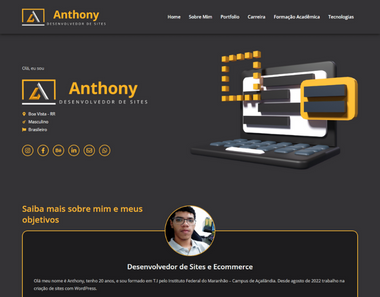 Anthony
DESENVOLVEDOR DE SITES
Home Sobre Mim Portfolio Carreira Formação Acadêmica Tecnologias
Olá, eu sou
Anthony
DESENVOLVEDOR DE SITES
Boa Vista - RR
Masculino
Brasileiro
Bē
in
Saiba mais sobre mim e meus
objetivos
Desenvolvedor de Sites e Ecommerce
Olá meu nome é Anthony, tenho 20 anos, e sou formado em T.I pelo Instituto Federal do Maranhão - Campus de Açailândia. Desde agosto de 2022 trabalho na
criação de sites com WordPress.